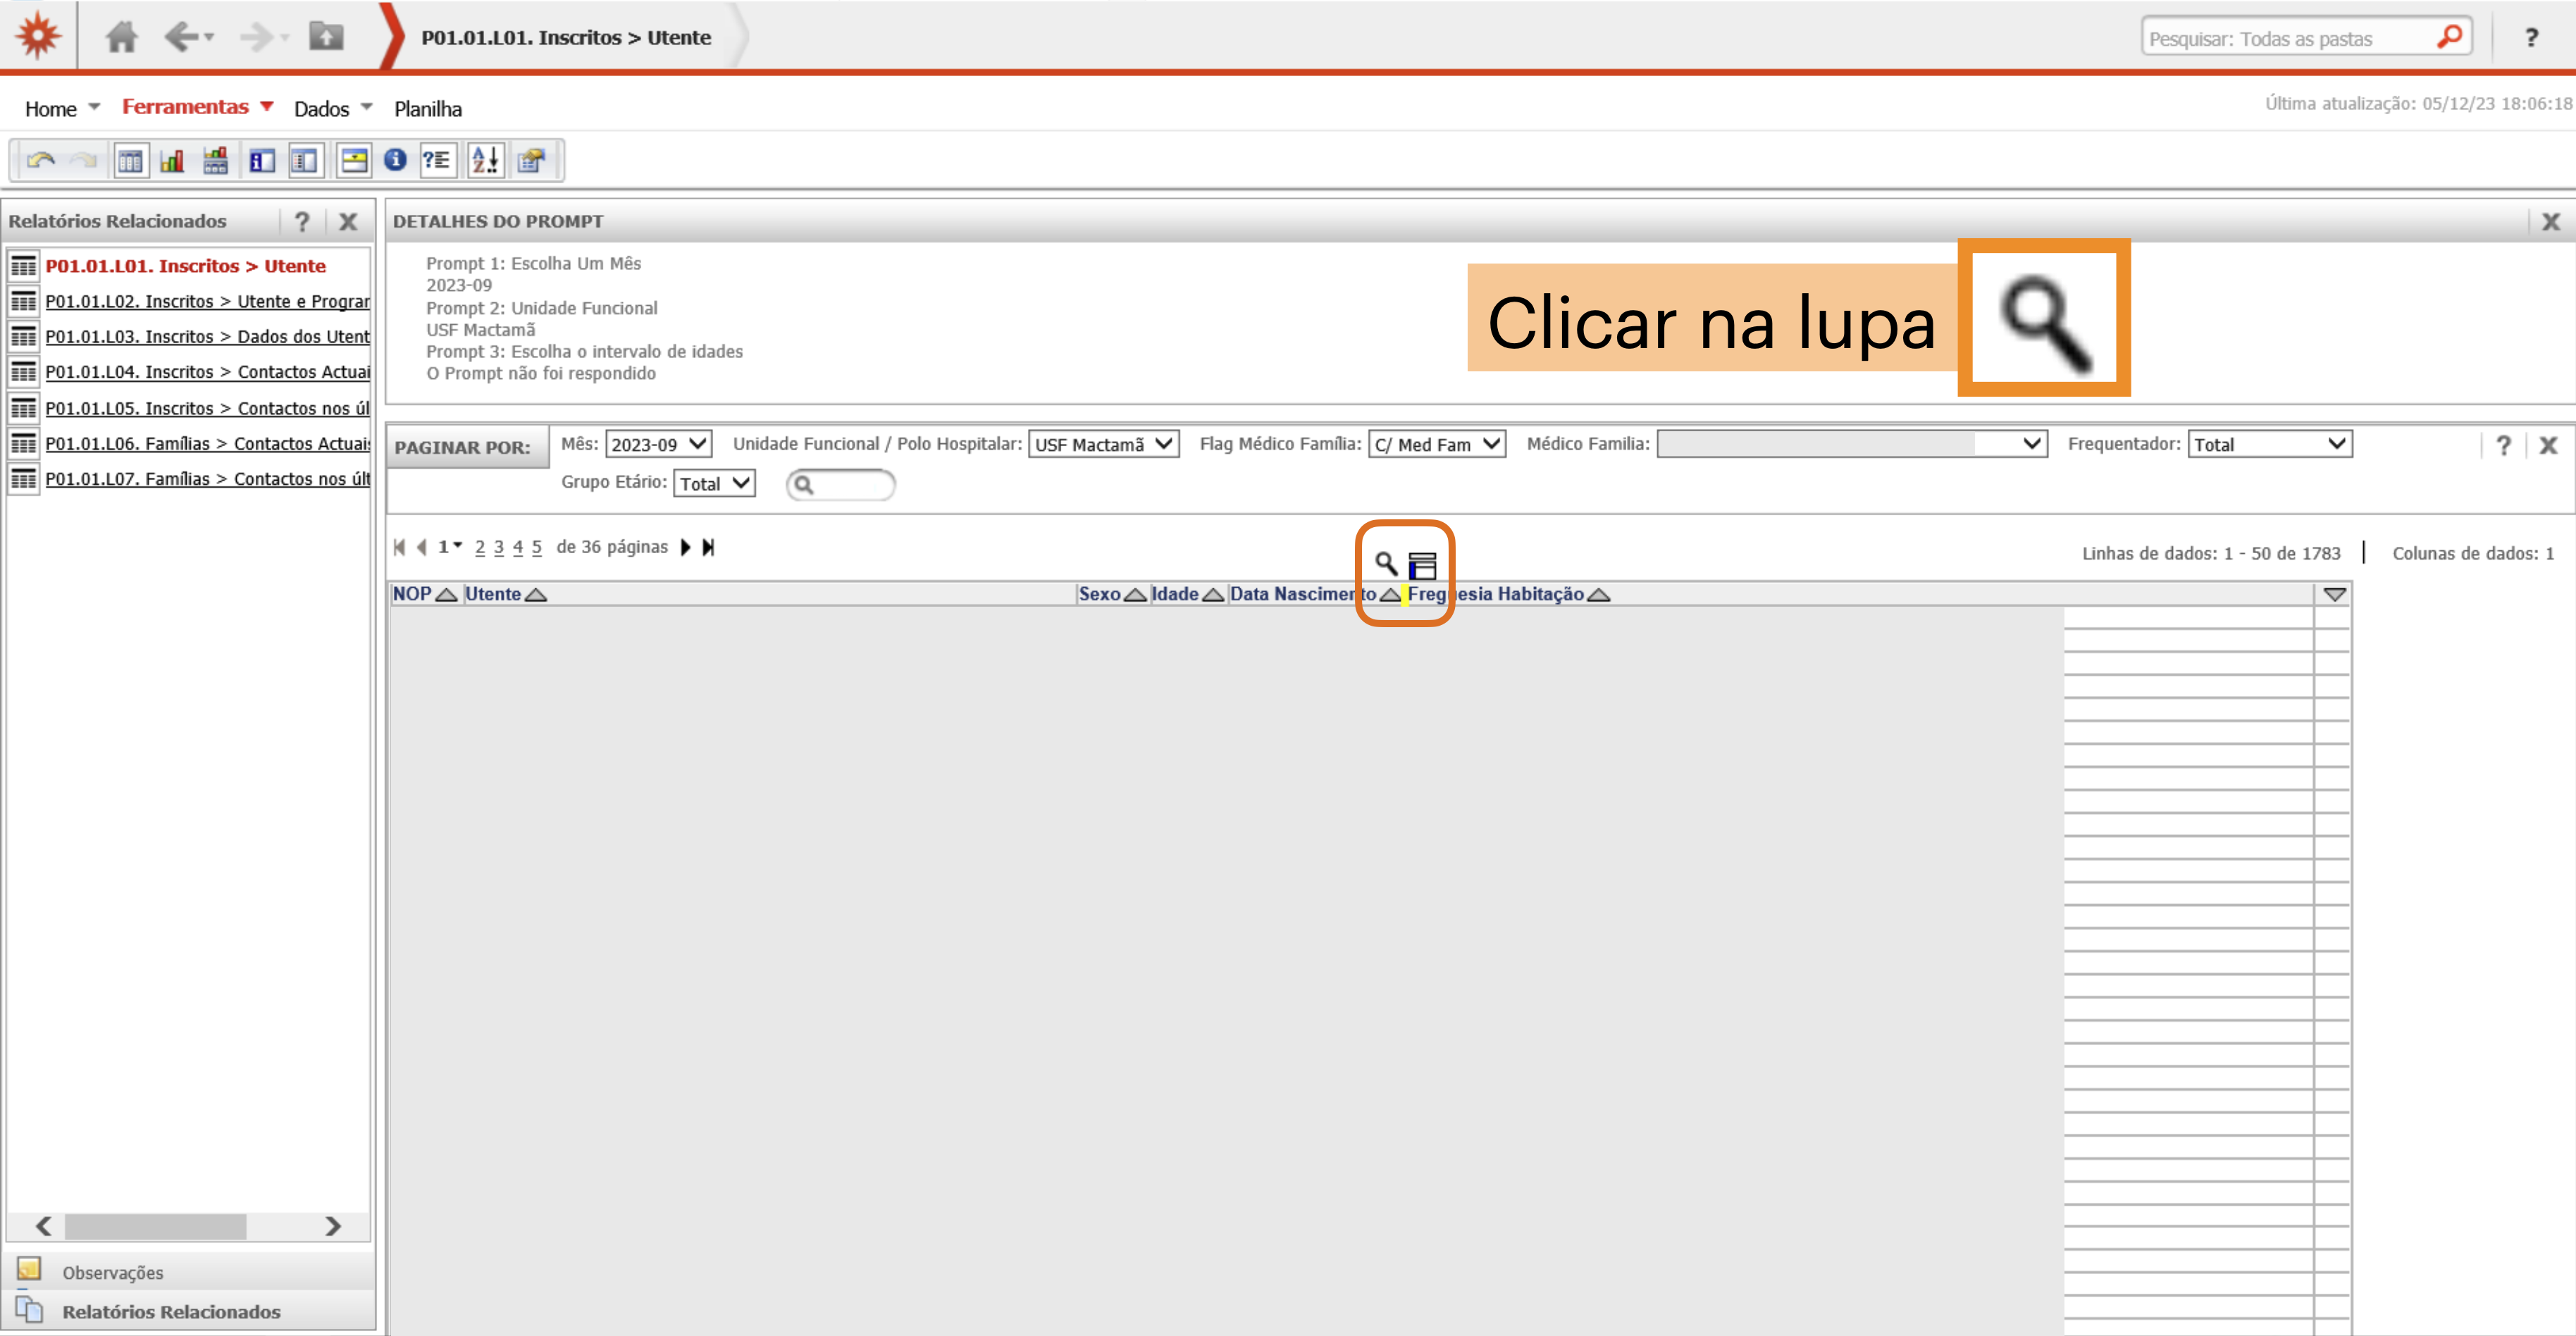 P01.01.L01. Inscritos > Utente
Pesquisar: Todas as pastas
?
Home Ferramentas Dados Planilha
Última atualização: 05/12/23 18:06:18
Relatórios Relacionados ? X
P01.01.L01. Inscritos > Utente
P01.01.L02. Inscritos > Utente e Prograr
P01.01.L03. Inscritos > Dados dos Utent
P01.01.L04. Inscritos > Contactos Actuai
P01.01.L05. Inscritos > Contactos nos úl
P01.01.L06. Famílias > Contactos Actuais
P01.01.L07. Famílias > Contactos nos últ
Observações
Relatórios Relacionados
DETALHES DO PROMPT X
Prompt 1: Escolha Um Mês
2023-09
Prompt 2: Unidade Funcional
USF Mactamã
Prompt 3: Escolha o intervalo de idades
O Prompt não foi respondido
Clicar na lupa
PAGINAR POR: Mês: 2023-09 Unidade Funcional / Polo Hospitalar: USF Mactamã Flag Médico Família: C/ Med Fam Médico Familia: Frequentador: Total ? X
Grupo Etário: Total
1 2 3 4 5 de 36 páginas
Linhas de dados: 1 - 50 de 1783 | Colunas de dados: 1
NOP Utente Sexo Idade Data Nascimento Freguesia Habitação